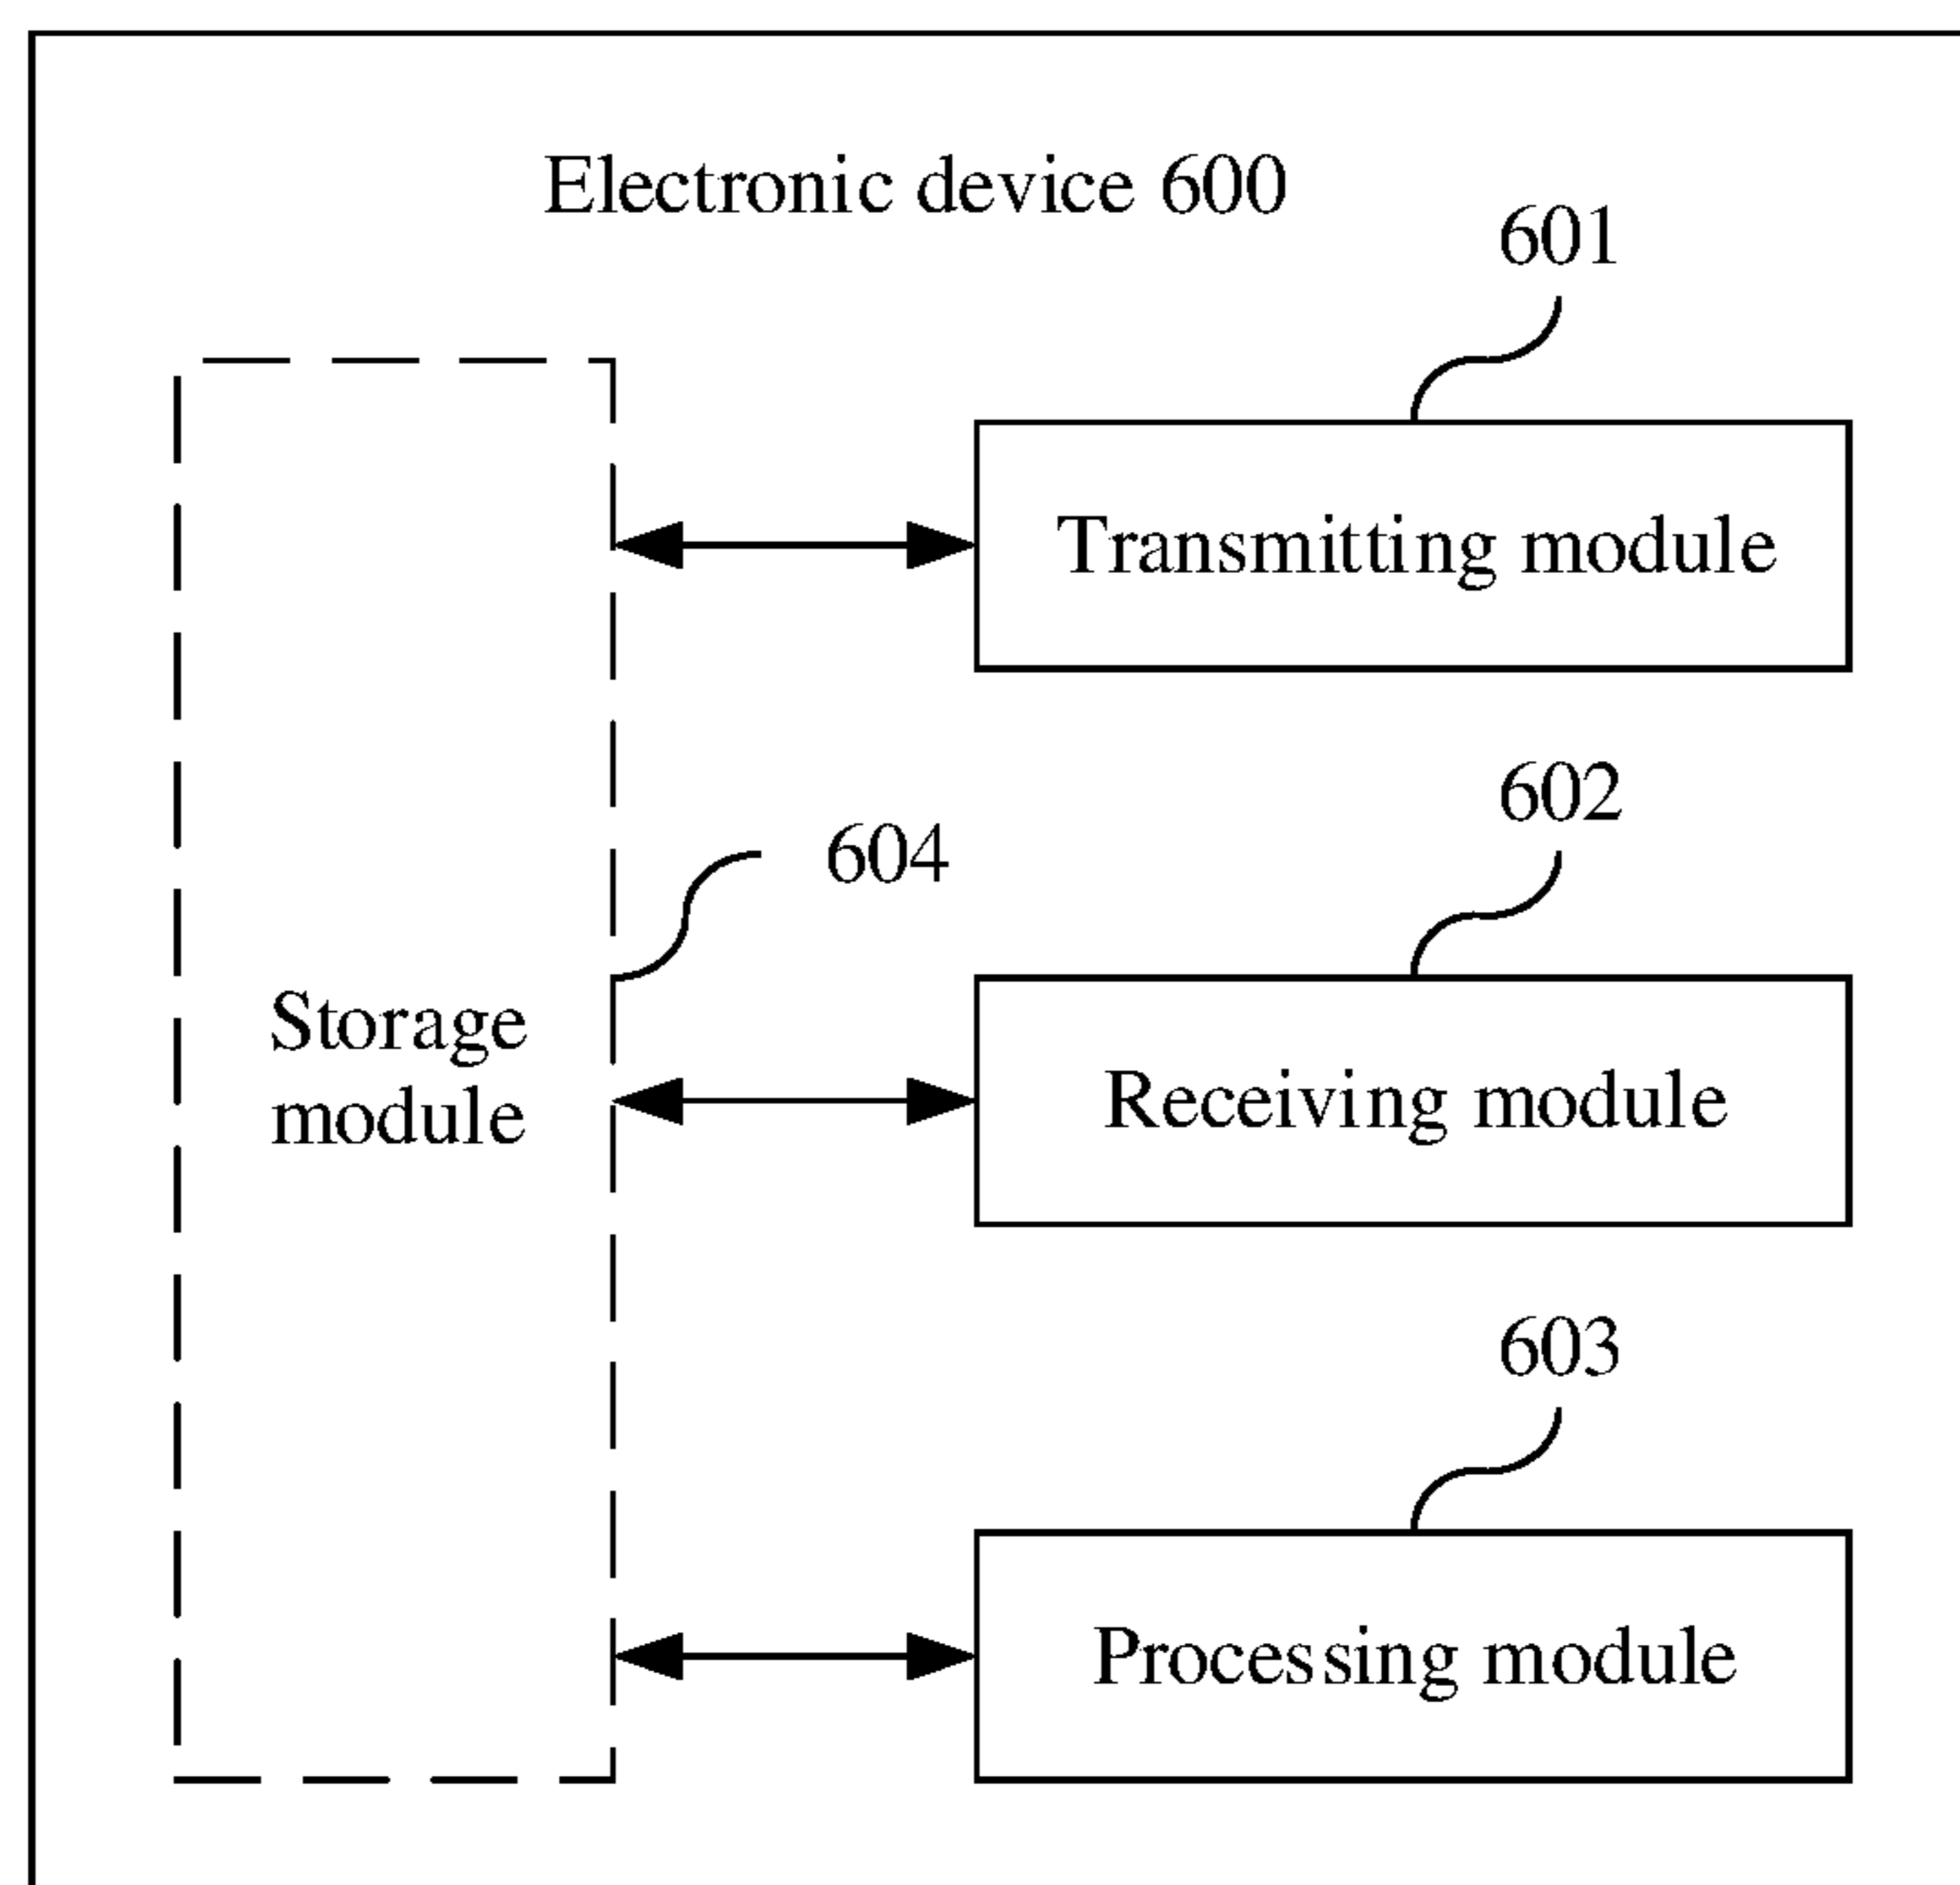 Electronic device 600
601
Transmitting module
602
604
Storage
module
Receiving module
603
Processing module